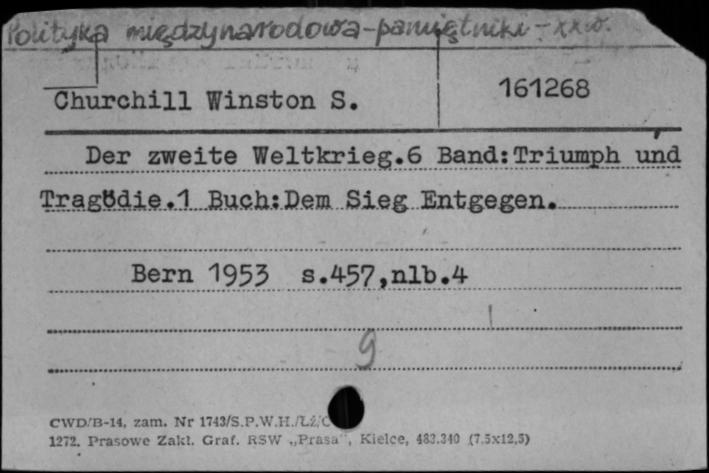 Polityka międzynarodowa-pamiętniki-XX w.
Churchill Winston S.
161268
Der zweite Weltkrieg.6 Band:Triumph und
Tragödie.1 Buch:Dem Sieg Entgegen.
Bern 1953 s.457,nlb.4
9
CWD/B-14, zam. Nr 1743/S.P.W.H./Łż/
1272. Prasowe Zakł. Graf. RSW „Prasa", Kielce, 483.340 (7.5x12,5)